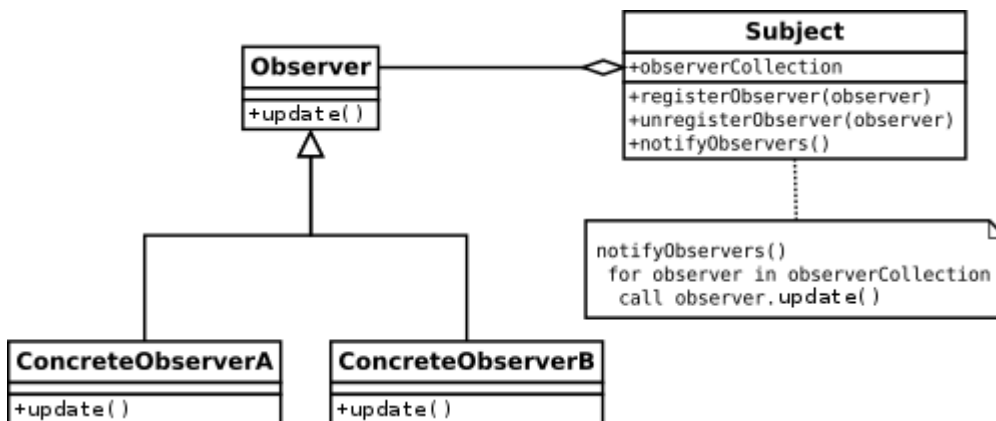 Observer
+update()
Subject
+observerCollection
+registerObserver(observer)
+unregisterObserver(observer)
+notifyObservers()
notifyObservers()
for observer in observerCollection
call observer.update()
ConcreteObserverA
+update()
ConcreteObserverB
+update()